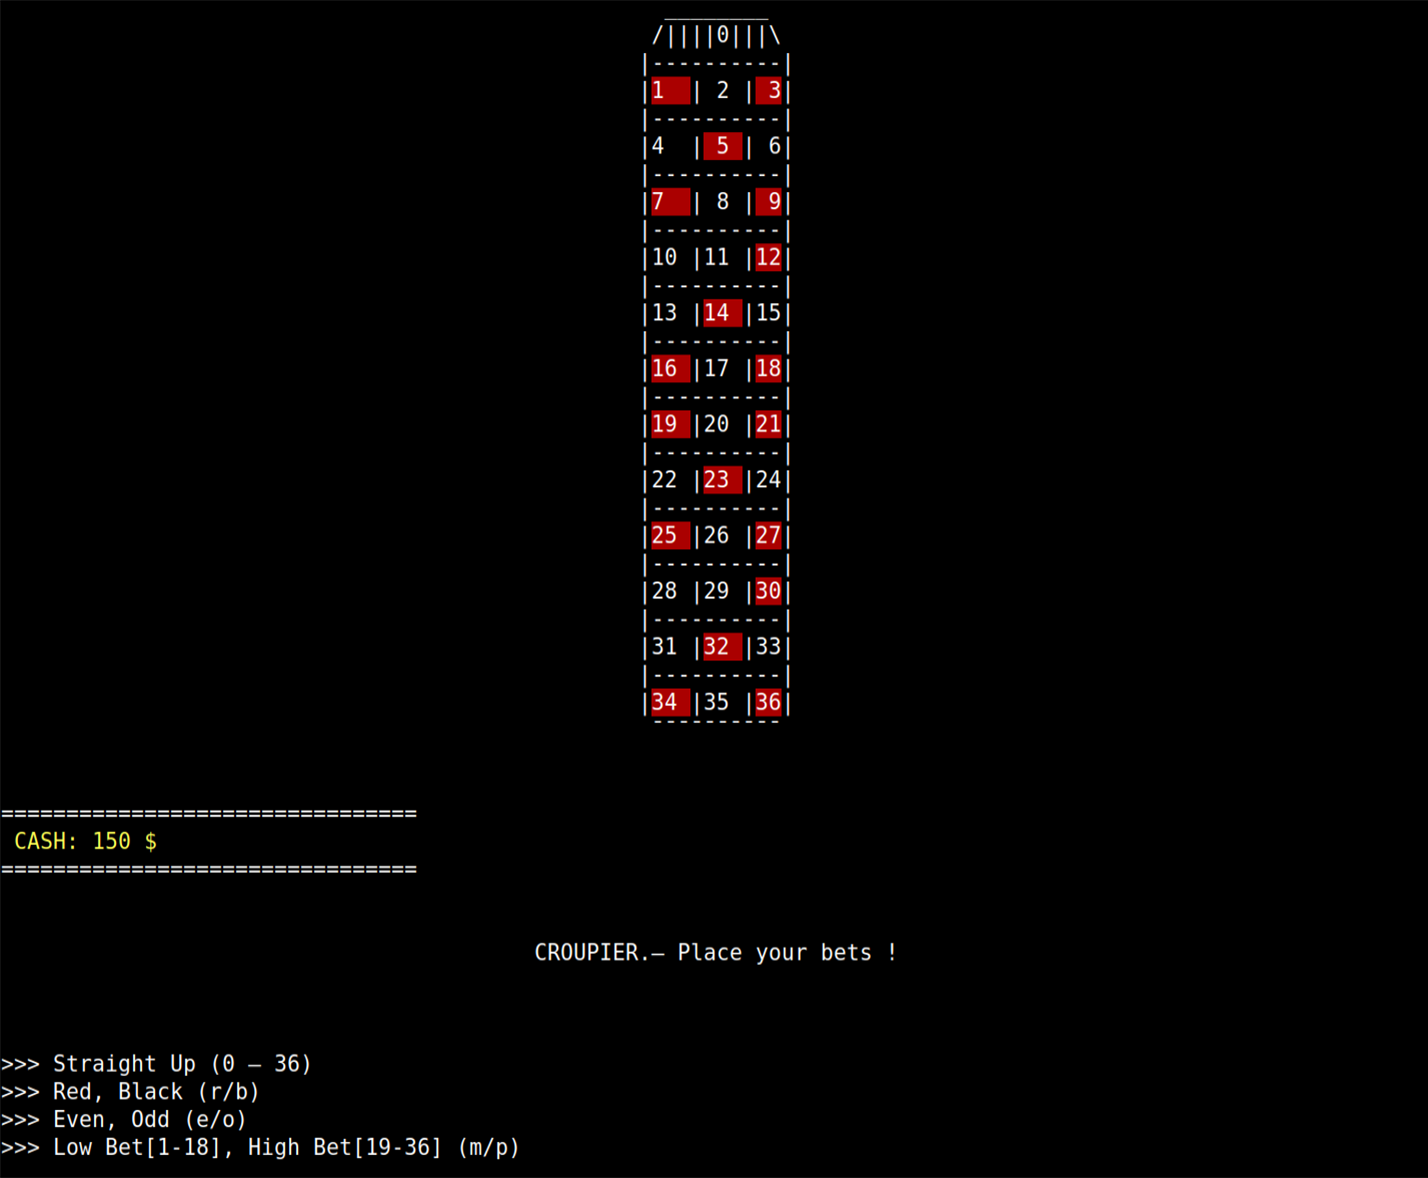 __________
/||||0|||\
|----------|
|1  | 2 | 3|
|----------|
|4  | 5 | 6|
|----------|
|7  | 8 | 9|
|----------|
|10 |11 |12|
|----------|
|13 |14 |15|
|----------|
|16 |17 |18|
|----------|
|19 |20 |21|
|----------|
|22 |23 |24|
|----------|
|25 |26 |27|
|----------|
|28 |29 |30|
|----------|
|31 |32 |33|
|----------|
|34 |35 |36|
----------
================================
CASH: 150 $
================================
CROUPIER.— Place your bets !
>>> Straight Up (0 — 36)
>>> Red, Black (r/b)
>>> Even, Odd (e/o)
>>> Low Bet[1-18], High Bet[19-36] (m/p)